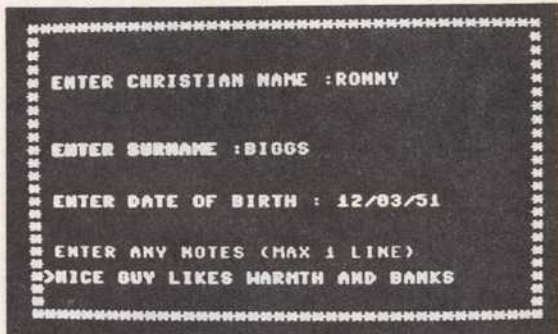 ENTER CHRISTIAN NAME :RONNY
ENTER SURNAME :BIGGS
ENTER DATE OF BIRTH : 12/03/51
ENTER ANY NOTES (MAX 1 LINE)
>NICE GUY LIKES WARMTH AND BANKS